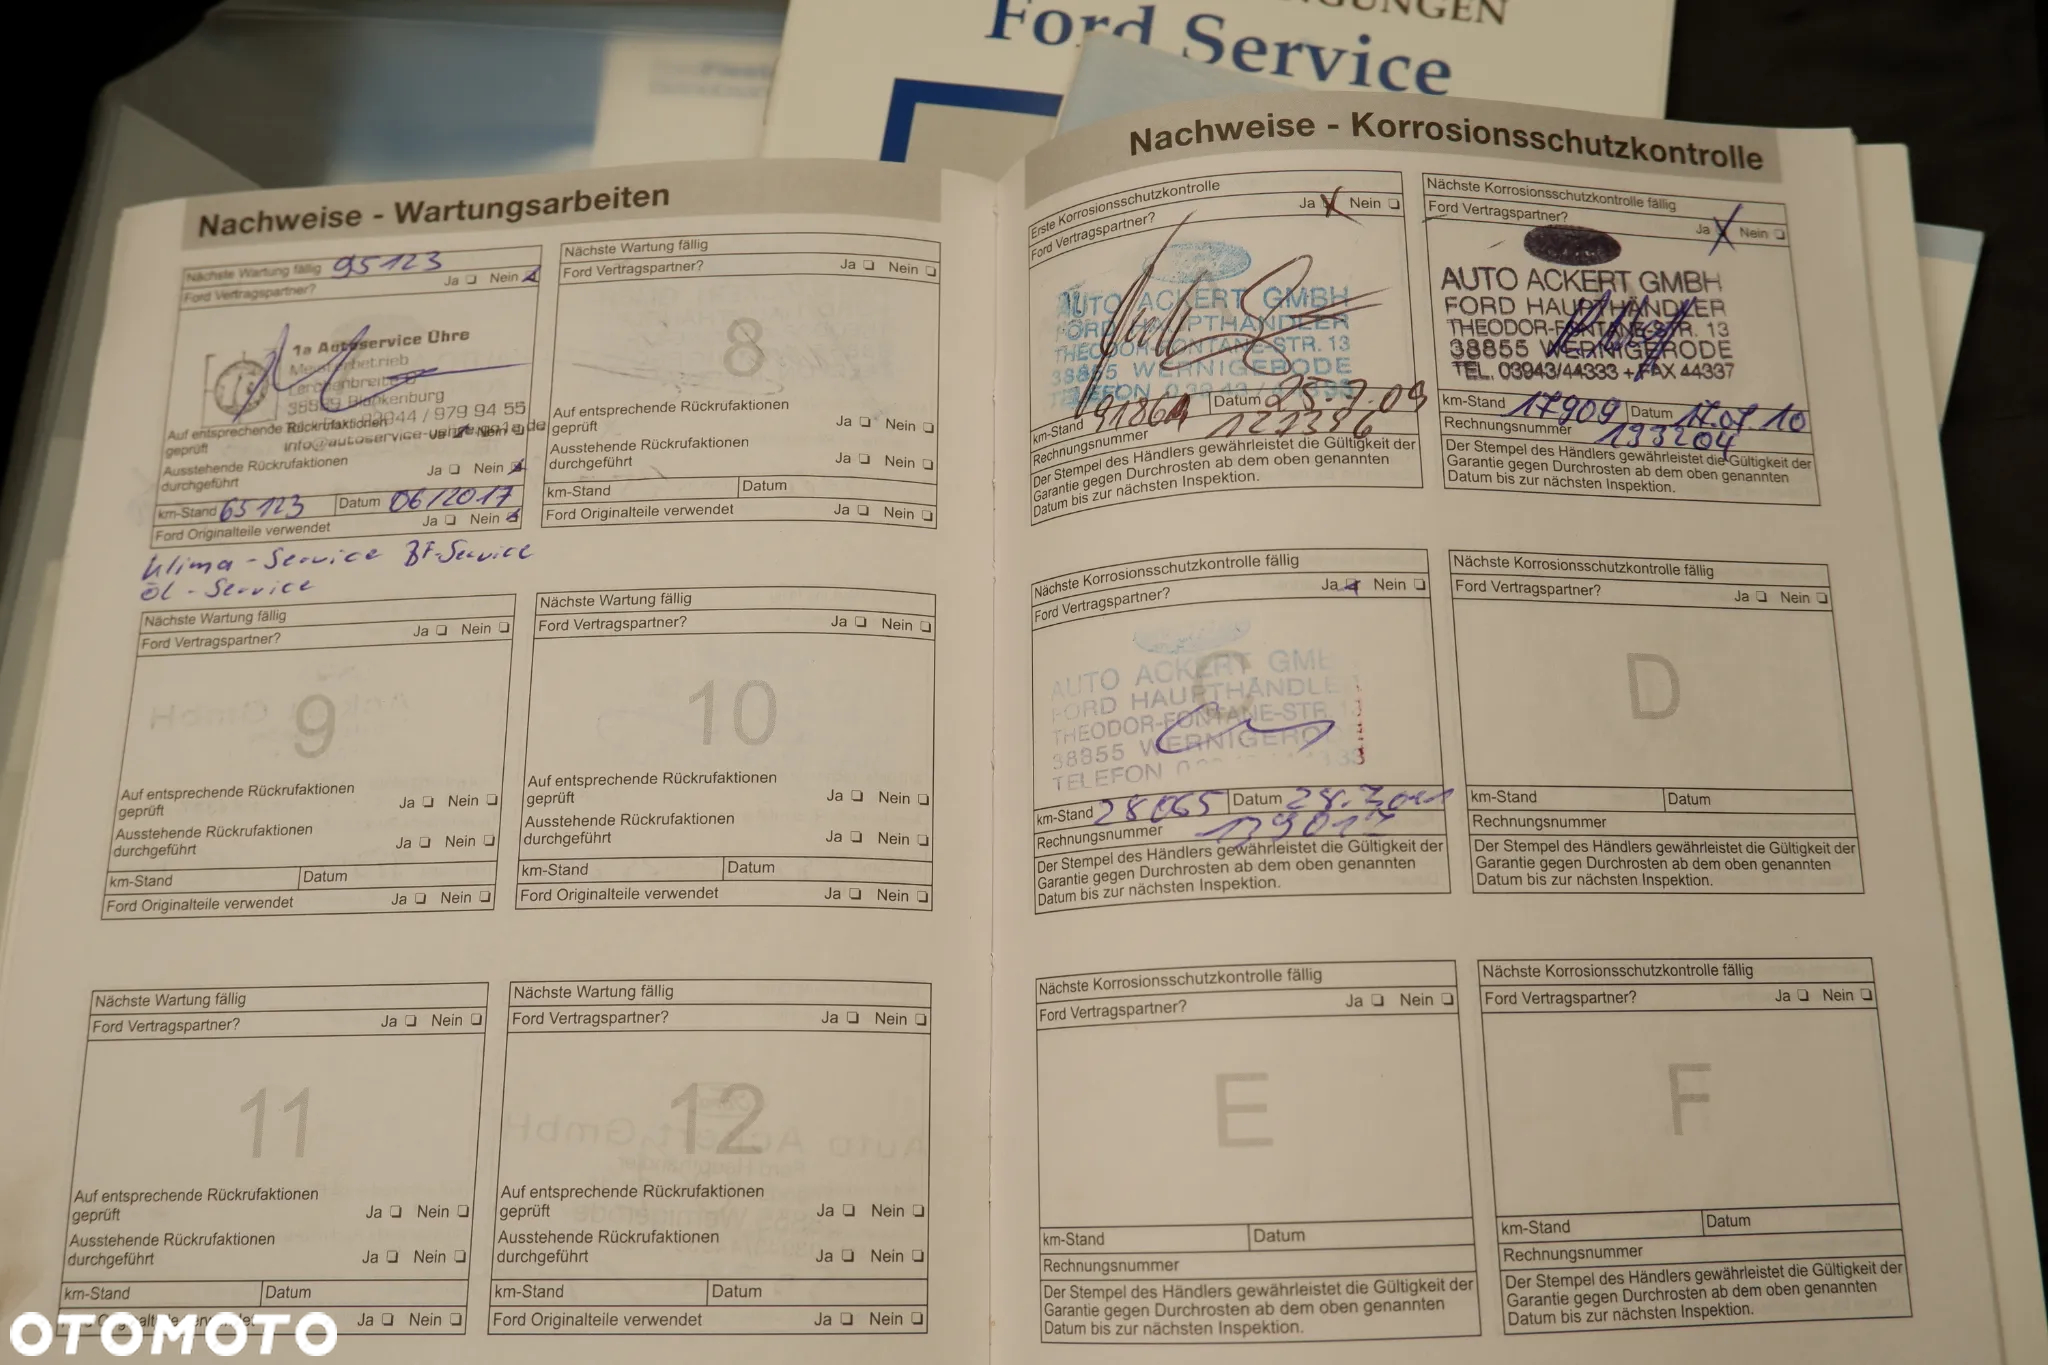 NGUNGEN
Ford Service
Nachweise - Wartungsarbeiten
Nächste Wartung fällig 95123
Ford Vertragspartner? Ja Nein
1a Autoservice Uhre
Meisterbetrieb
Lerchenbreite
38889 Blankenburg
03944 / 979 94 55
Auf entsprechende Rückrufaktionen
geprüft Ja Nein
Ausstehende Rückrufaktionen
durchgeführt Ja Nein
km-Stand 65123 Datum 06/2017
Ford Originalteile verwendet Ja Nein
Klima-Service BF-Service
Öl-Service
Nächste Wartung fällig
Ford Vertragspartner? Ja Nein
8
Auf entsprechende Rückrufaktionen
geprüft Ja Nein
Ausstehende Rückrufaktionen
durchgeführt Ja Nein
km-Stand Datum
Ford Originalteile verwendet Ja Nein
Nächste Wartung fällig
Ford Vertragspartner? Ja Nein
9
Auf entsprechende Rückrufaktionen
geprüft Ja Nein
Ausstehende Rückrufaktionen
durchgeführt Ja Nein
km-Stand Datum
Ford Originalteile verwendet Ja Nein
Nächste Wartung fällig
Ford Vertragspartner? Ja Nein
10
Auf entsprechende Rückrufaktionen
geprüft Ja Nein
Ausstehende Rückrufaktionen
durchgeführt Ja Nein
km-Stand Datum
Ford Originalteile verwendet Ja Nein
Nächste Wartung fällig
Ford Vertragspartner? Ja Nein
11
Auf entsprechende Rückrufaktionen
geprüft Ja Nein
Ausstehende Rückrufaktionen
durchgeführt Ja Nein
km-Stand Datum
Ford Originalteile verwendet Ja Nein
Nächste Wartung fällig
Ford Vertragspartner? Ja Nein
12
Auf entsprechende Rückrufaktionen
geprüft Ja Nein
Ausstehende Rückrufaktionen
durchgeführt Ja Nein
km-Stand Datum
Ford Originalteile verwendet Ja Nein
Nachweise - Korrosionsschutzkontrolle
Erste Korrosionsschutzkontrolle
Ford Vertragspartner? Ja Nein
AUTO ACKERT GMBH
FORD HAUPTHÄNDLER
THEODOR-FONTANE-STR. 13
38855 WERNIGERODE
TELEFON
km-Stand Datum
Rechnungsnummer
Der Stempel des Händlers gewährleistet die Gültigkeit der
Garantie gegen Durchrosten ab dem oben genannten
Datum bis zur nächsten Inspektion.
Nächste Korrosionsschutzkontrolle fällig
Ford Vertragspartner? Ja Nein
AUTO ACKERT GMBH
FORD HAUPTHÄNDLER
THEODOR-FONTANE-STR. 13
38855 WERNIGERODE
TEL. 03943/44333 + FAX 44337
km-Stand 17909 Datum 17.07.10
Rechnungsnummer 133204
Der Stempel des Händlers gewährleistet die Gültigkeit der
Garantie gegen Durchrosten ab dem oben genannten
Datum bis zur nächsten Inspektion.
Nächste Korrosionsschutzkontrolle fällig
Ford Vertragspartner? Ja Nein
C
AUTO ACKERT GMB
FORD HAUPTHÄNDLE
THEODOR-FONTANE-STR. 13
38855 WERNIGERO
TELEFON
km-Stand 28065 Datum
Rechnungsnummer
Der Stempel des Händlers gewährleistet die Gültigkeit der
Garantie gegen Durchrosten ab dem oben genannten
Datum bis zur nächsten Inspektion.
Nächste Korrosionsschutzkontrolle fällig
Ford Vertragspartner? Ja Nein
D
km-Stand Datum
Rechnungsnummer
Der Stempel des Händlers gewährleistet die Gültigkeit der
Garantie gegen Durchrosten ab dem oben genannten
Datum bis zur nächsten Inspektion.
Nächste Korrosionsschutzkontrolle fällig
Ford Vertragspartner? Ja Nein
E
km-Stand Datum
Rechnungsnummer
Der Stempel des Händlers gewährleistet die Gültigkeit der
Garantie gegen Durchrosten ab dem oben genannten
Datum bis zur nächsten Inspektion.
Nächste Korrosionsschutzkontrolle fällig
Ford Vertragspartner? Ja Nein
F
km-Stand Datum
Rechnungsnummer
Der Stempel des Händlers gewährleistet die Gültigkeit der
Garantie gegen Durchrosten ab dem oben genannten
Datum bis zur nächsten Inspektion.
OTOMOTO